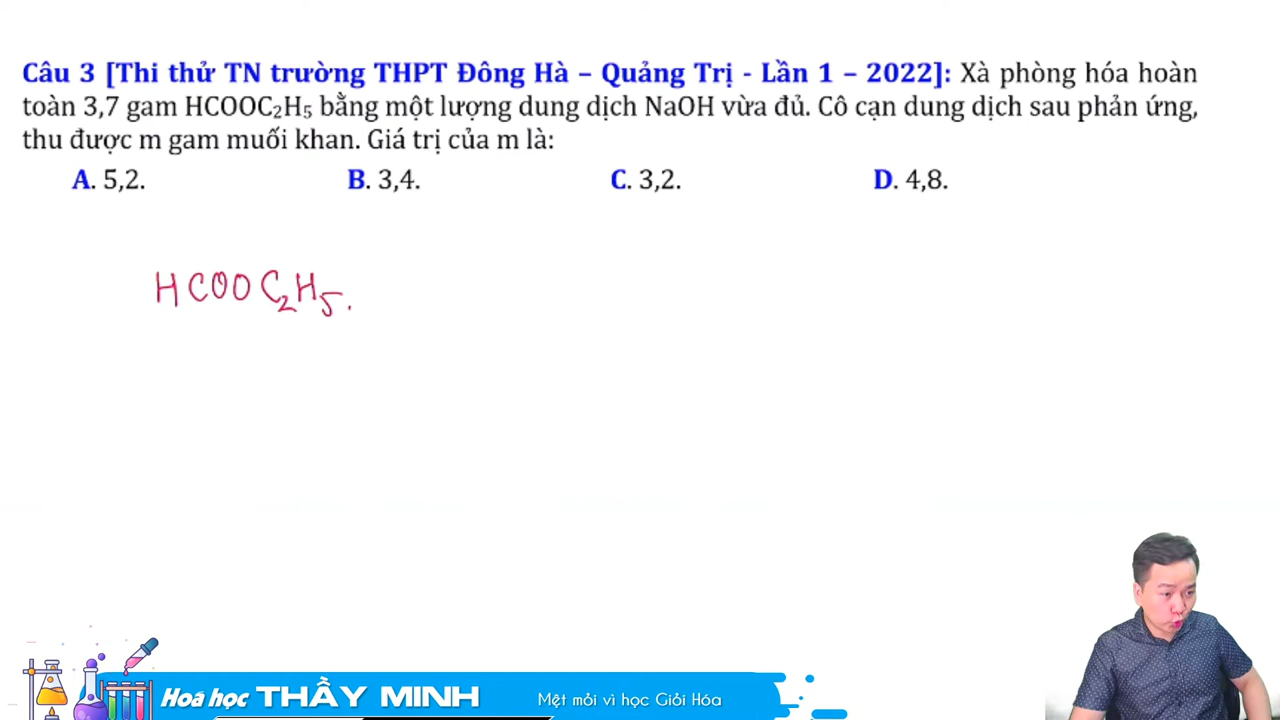 Câu 3 [Thi thử TN trường THPT Đông Hà – Quảng Trị - Lần 1 – 2022]: Xà phòng hóa hoàn
toàn 3,7 gam HCOOC₂H₅ bằng một lượng dung dịch NaOH vừa đủ. Cô cạn dung dịch sau phản ứng,
thu được m gam muối khan. Giá trị của m là:
A. 5,2. B. 3,4. C. 3,2. D. 4,8.
HCOOC₂H₅.
Hoá học THẦY MINH Mệt mỏi vì học Giỏi Hóa